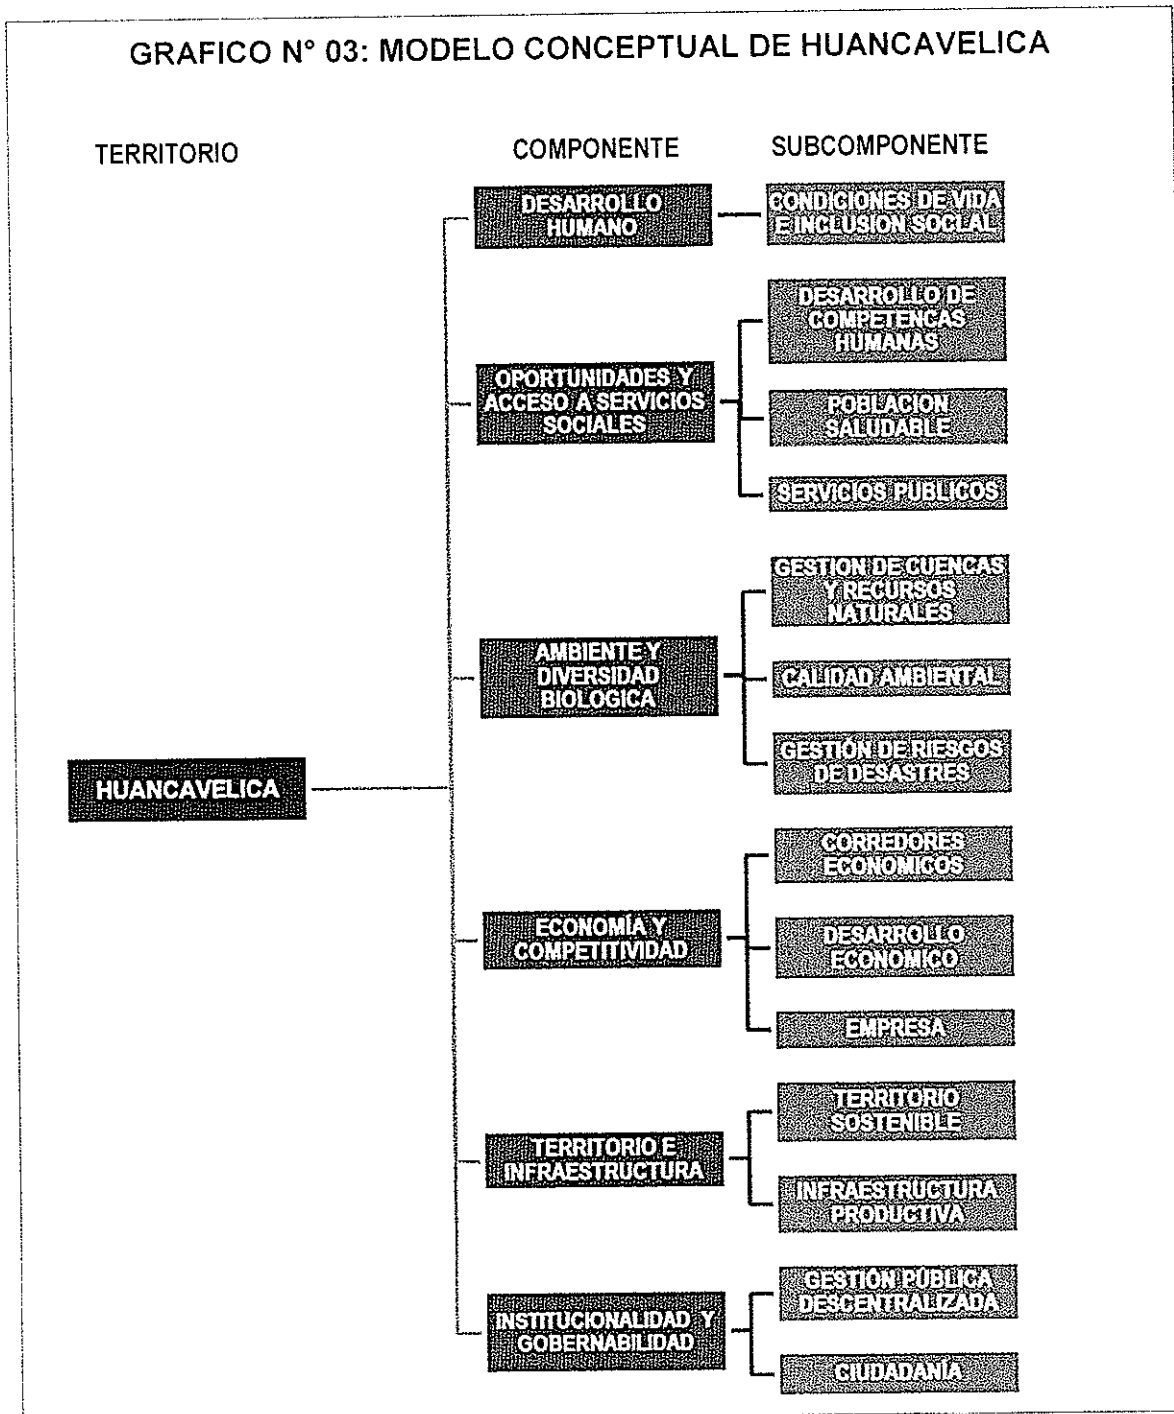 GRAFICO N° 03: MODELO CONCEPTUAL DE HUANCAVELICA
TERRITORIO
COMPONENTE
SUBCOMPONENTE
DESARROLLO
HUMANO
CONDICIONES DE VIDA
E INCLUSION SOCLAL
OPORTUNIDADES Y
ACCESO A SERVICIOS
SOCIALES
DESARROLLO DE
COMPETENCAS
HUMANAS
POBLACION
SALUDABLE
SERVICIOS PUBLICOS
AMBIENTE Y
DIVERSIDAD
BIOLOGICA
GESTION DE CUENCAS
Y RECURSOS
NATURALES
CALIDAD AMBIENTAL
GESTIÓN DE RIESGOS
DE DESASTRES
HUANCAVELICA
ECONOMÍA Y
COMPETITIVIDAD
CORREDORES
ECONOMICOS
DESARROLLO
ECONOMICO
EMPRESA
TERRITORIO E
INFRAESTRUCTURA
TERRITORIO
SOSTENIBLE
INFRAESTRUCTURA
PRODUCTIVA
INSTITUCIONALIDAD Y
GOBERNABILIDAD
GESTIÓN PÚBLICA
DESCENTRALIZADA
CIUDADANÍA